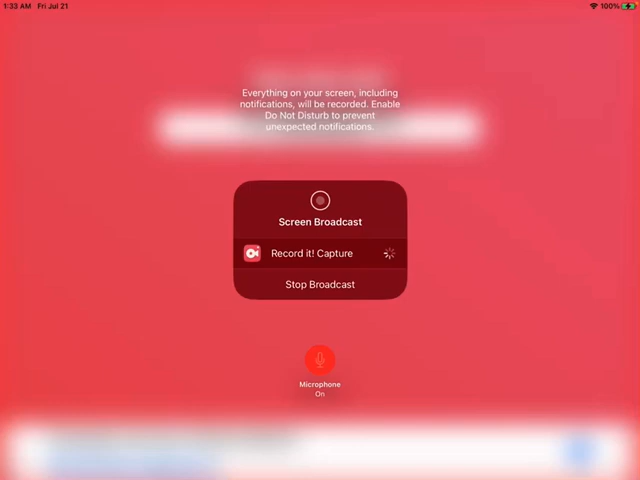 1:33 AM Fri Jul 21
100%
Everything on your screen, including
notifications, will be recorded. Enable
Do Not Disturb to prevent
unexpected notifications.
Screen Broadcast
Record it! Capture
Stop Broadcast
Microphone
On